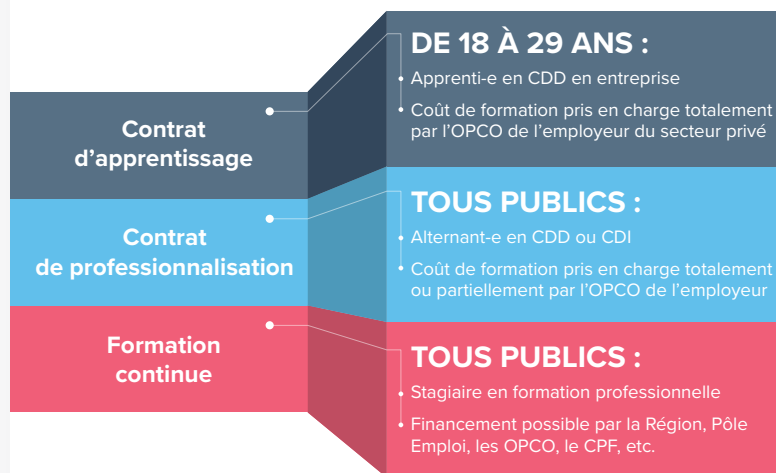 Contrat
d'apprentissage
DE 18 À 29 ANS :
Apprenti-e en CDD en entreprise
Coût de formation pris en charge totalement
par l'OPCO de l'employeur du secteur privé
Contrat
de professionnalisation
TOUS PUBLICS :
Alternant-e en CDD ou CDI
Coût de formation pris en charge totalement
ou partiellement par l'OPCO de l'employeur
Formation
continue
TOUS PUBLICS :
Stagiaire en formation professionnelle
Financement possible par la Région, Pôle
Emploi, les OPCO, le CPF, etc.